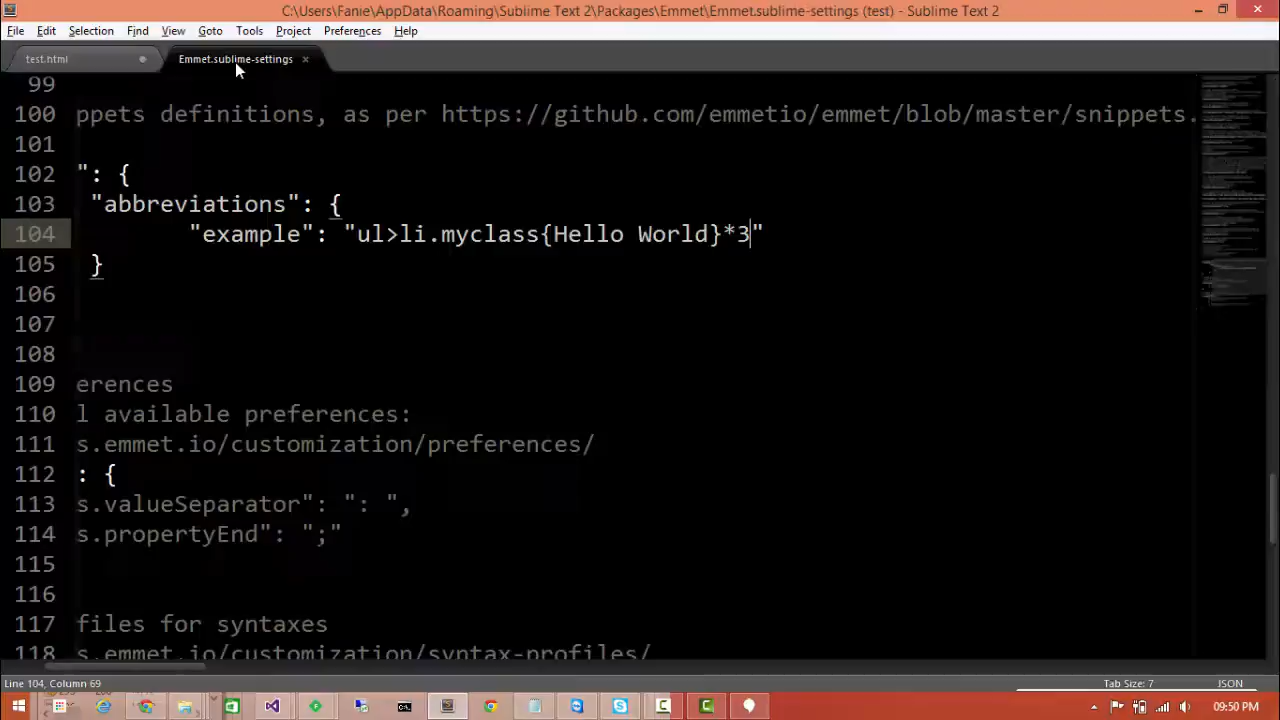 C:\Users\Fanie\AppData\Roaming\Sublime Text 2\Packages\Emmet\Emmet.sublime-settings (test) - Sublime Text 2
File Edit Selection Find View Goto Tools Project Preferences Help
test.html Emmet.sublime-settings
99
100 ppets definitions, as per https://github.com/emmetio/emmet/blob/master/snippets.
101
102 ": {
103 "abbreviations": {
104 "example": "ul>li.myclass{Hello World}*3"
105 }
106
107
108
109 erences
110 l available preferences:
111 s.emmet.io/customization/preferences/
112 : {
113 s.valueSeparator": ": ",
114 s.propertyEnd": ";"
115
116
117 files for syntaxes
118 s.emmet.io/customization/syntax-profiles/
Line 104, Column 69 Tab Size: 7 JSON
09:50 PM